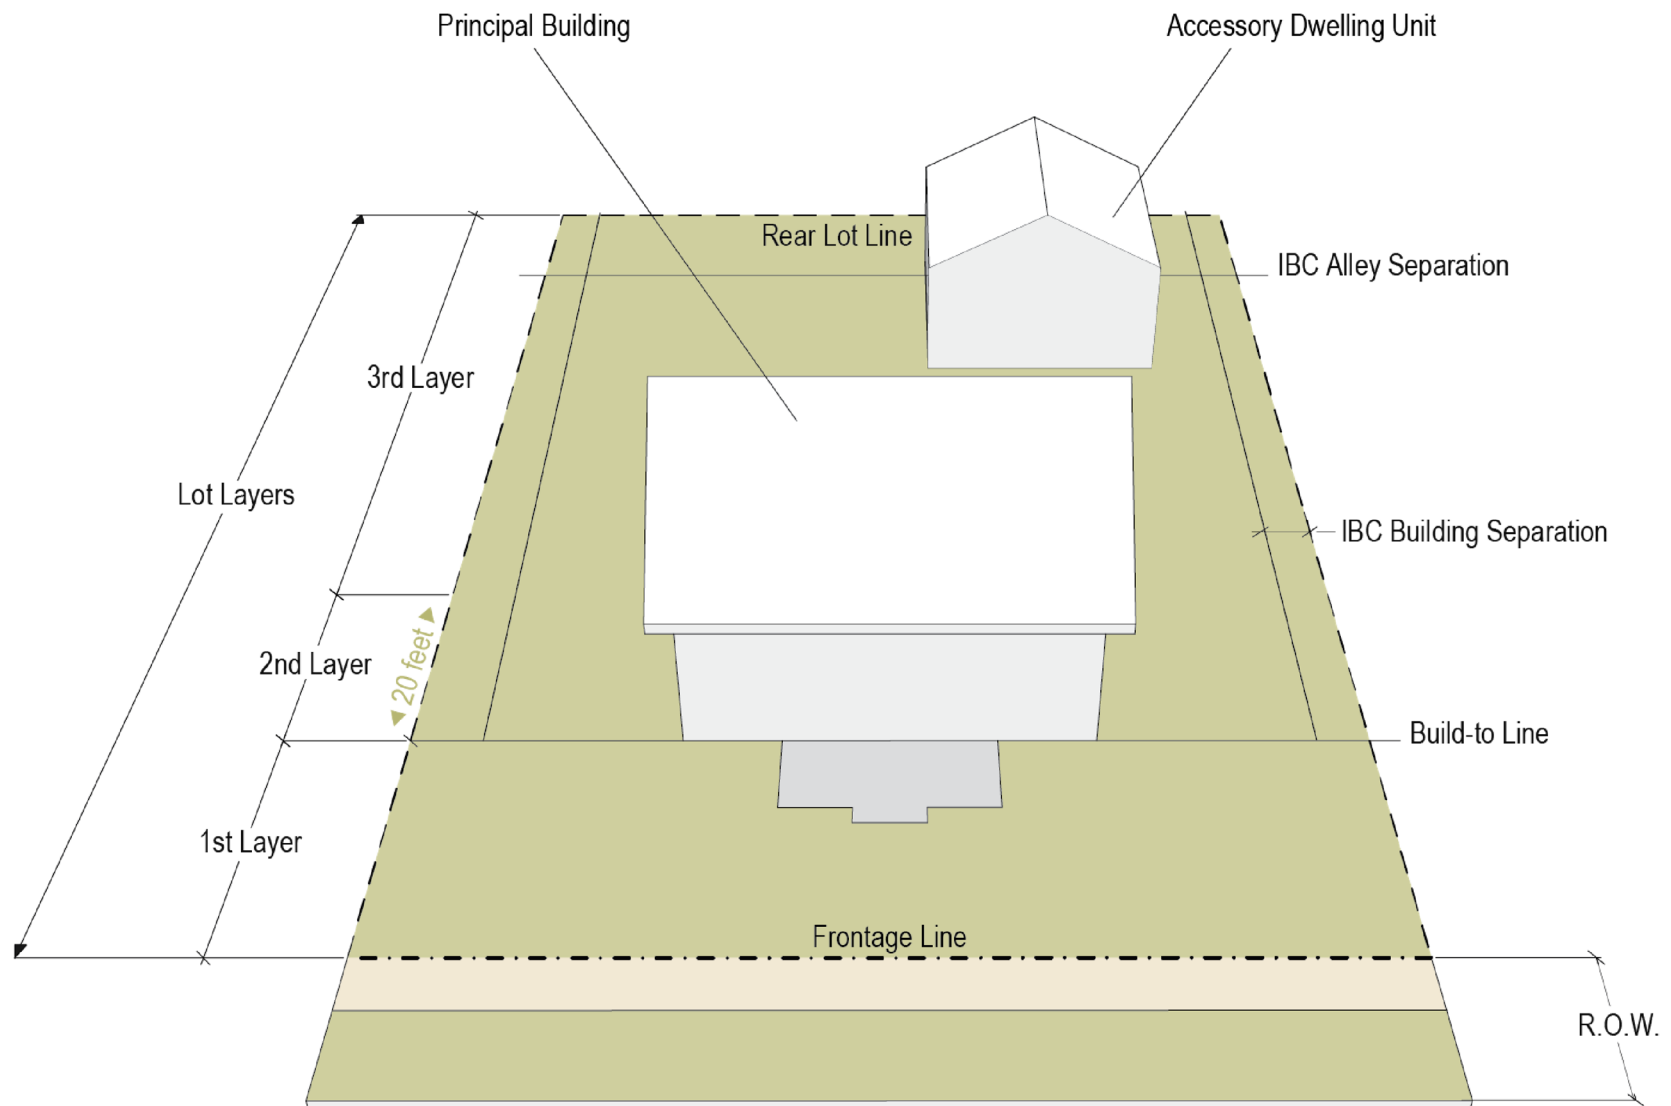 Principal Building
Accessory Dwelling Unit
Rear Lot Line
IBC Alley Separation
3rd Layer
Lot Layers
IBC Building Separation
20 feet
2nd Layer
Build-to Line
1st Layer
Frontage Line
R.O.W.